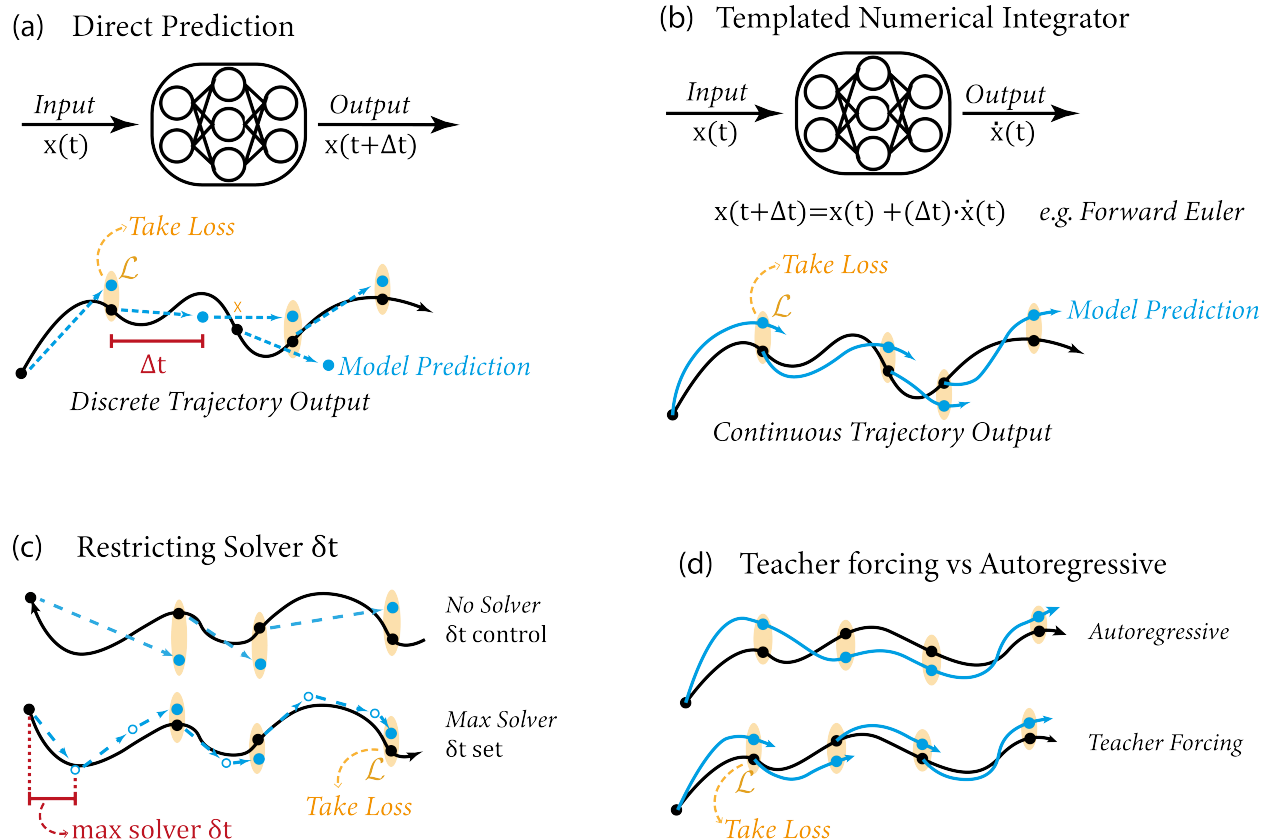 (a) Direct Prediction
Input
x(t)
Output
x(t+Δt)
Take Loss
ℒ
x
Δt
Model Prediction
Discrete Trajectory Output
(b) Templated Numerical Integrator
Input
x(t)
Output
ẋ(t)
x(t+Δt)=x(t) +(Δt)·ẋ(t) e.g. Forward Euler
Take Loss
ℒ
Model Prediction
Continuous Trajectory Output
(c) Restricting Solver δt
No Solver
δt control
Max Solver
δt set
ℒ
Take Loss
max solver δt
(d) Teacher forcing vs Autoregressive
Autoregressive
Teacher Forcing
ℒ
Take Loss